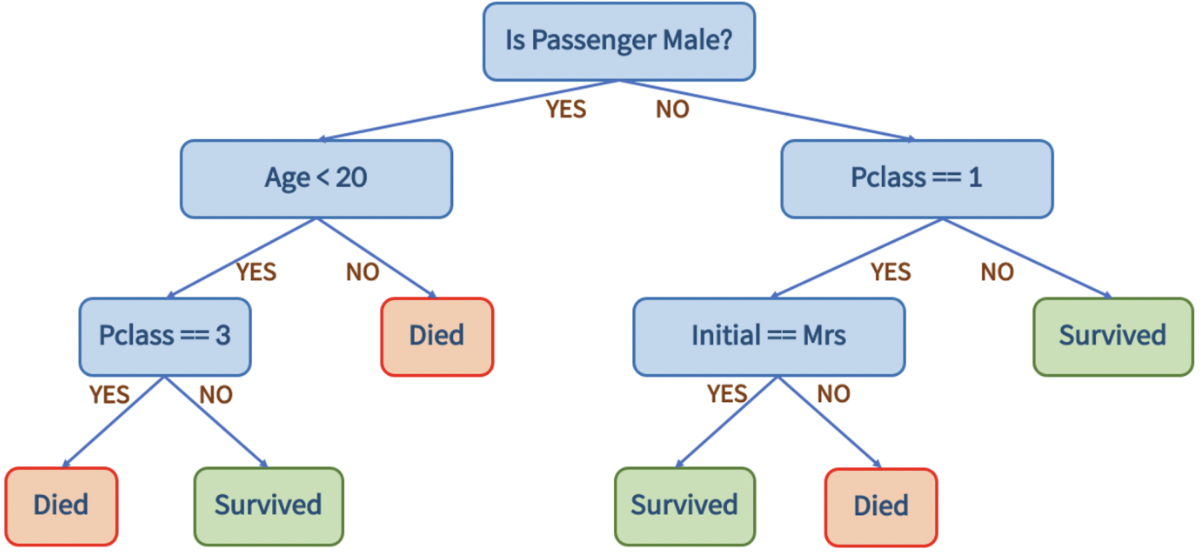 Is Passenger Male?
YES NO
Age < 20
Pclass == 1
YES NO
YES NO
Pclass == 3
Died
Initial == Mrs
Survived
YES NO
YES NO
Died
Survived
Survived
Died